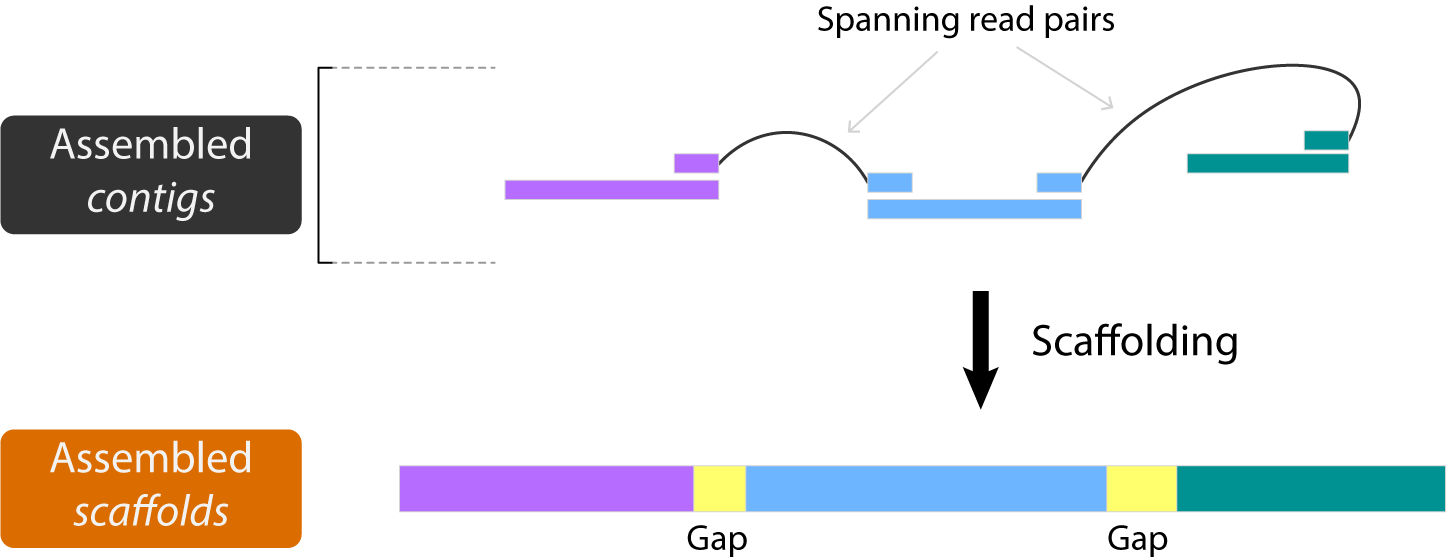 Spanning read pairs
Assembled
contigs
Scaffolding
Assembled
scaffolds
Gap
Gap